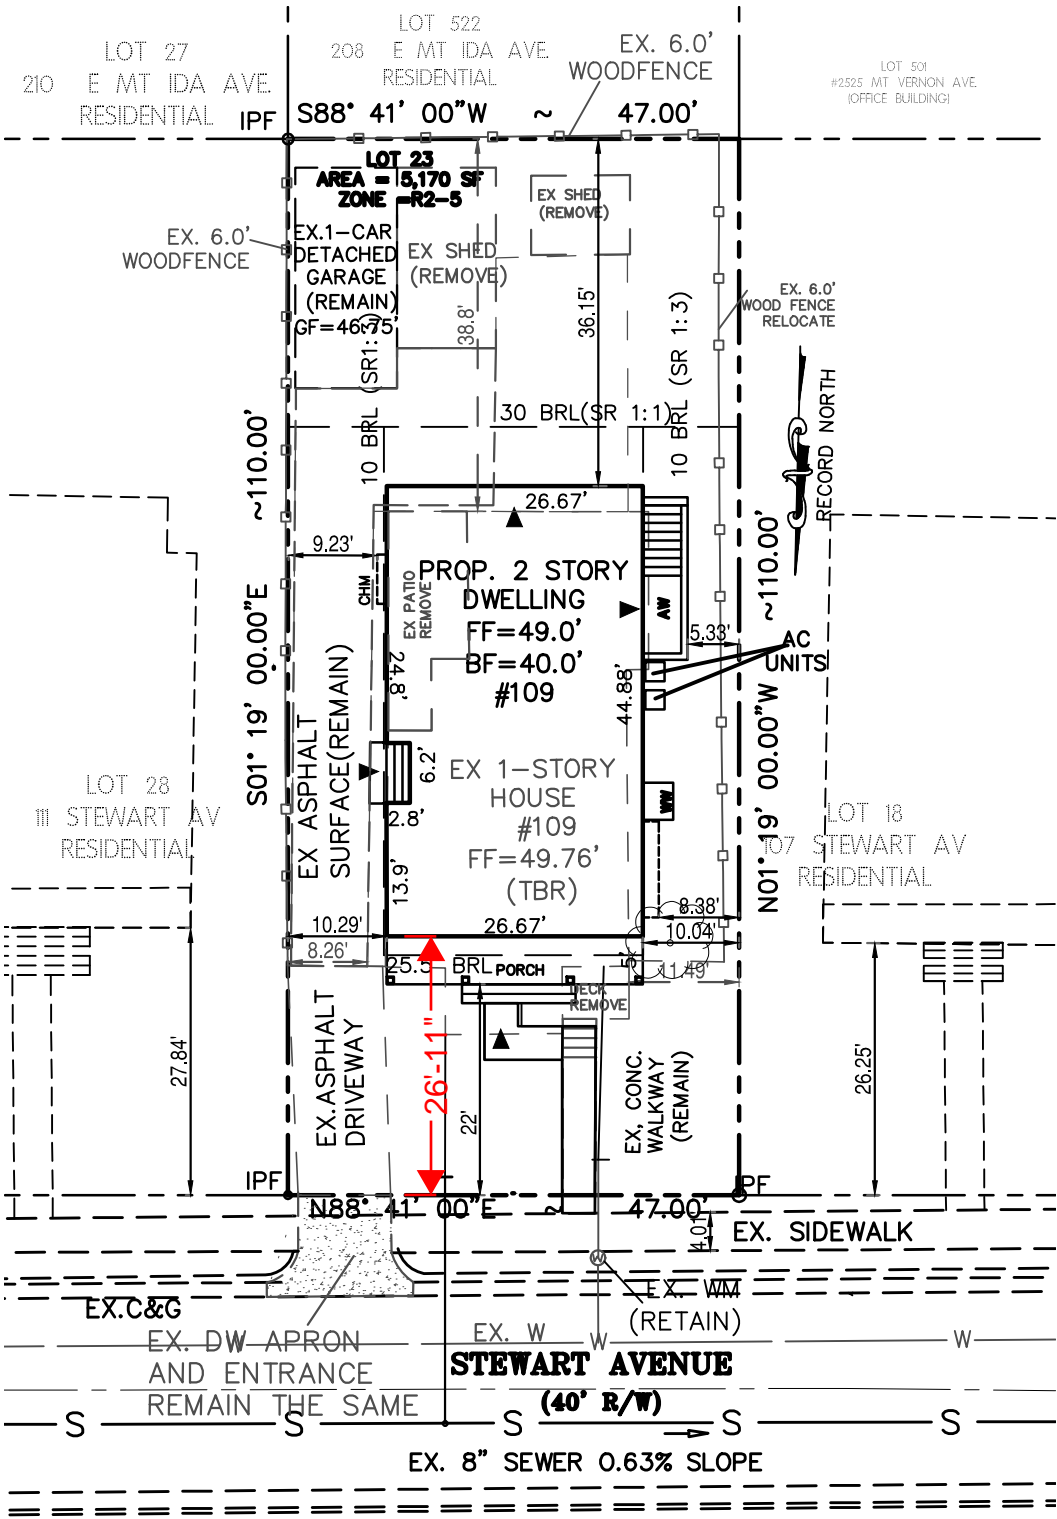 LOT 27
210 E MT IDA AVE.
RESIDENTIAL
LOT 522
208 E MT IDA AVE.
RESIDENTIAL
EX. 6.0'
WOODFENCE
LOT 501
#2525 MT VERNON AVE.
(OFFICE BUILDING)
IPF
S88° 41' 00"W ~ 47.00'
LOT 23
AREA = 5,170 SF
ZONE =R2-5
EX SHED
(REMOVE)
EX. 6.0'
WOODFENCE
EX.1-CAR
DETACHED
GARAGE
(REMAIN)
GF=46.75'
EX SHED
(REMOVE)
38.8'
36.15'
EX. 6.0'
WOOD FENCE
RELOCATE
10 BRL (SR1:3)
10 BRL (SR 1:3)
30 BRL(SR 1:1)
RECORD NORTH
S01° 19' 00.00"E ~110.00'
N01° 19' 00.00"W ~110.00'
26.67'
9.23'
CHM
EX PATIO
REMOVE
PROP. 2 STORY
DWELLING
FF=49.0'
BF=40.0'
#109
AW
5.33'
AC
UNITS
24.8'
44.88'
EX ASPHALT
SURFACE(REMAIN)
6.2'
2.8'
EX 1-STORY
HOUSE
#109
FF=49.76'
(TBR)
WW
LOT 28
111 STEWART AV
RESIDENTIAL
LOT 18
107 STEWART AV
RESIDENTIAL
13.9'
10.29'
26.67'
8.38'
10.04'
8.26'
11.49'
25.5 BRL
PORCH
5'
DECK
REMOVE
27.84'
EX.ASPHALT
DRIVEWAY
26'-11"
22'
EX, CONC.
WALKWAY
(REMAIN)
26.25'
IPF
IPF
N88° 41' 00"E ~ 47.00'
4.01'
EX. SIDEWALK
W
EX.C&G
EX. WM
(RETAIN)
EX. DW APRON
AND ENTRANCE
REMAIN THE SAME
EX. W
W
W
STEWART AVENUE
(40' R/W)
S S S S S
EX. 8" SEWER 0.63% SLOPE